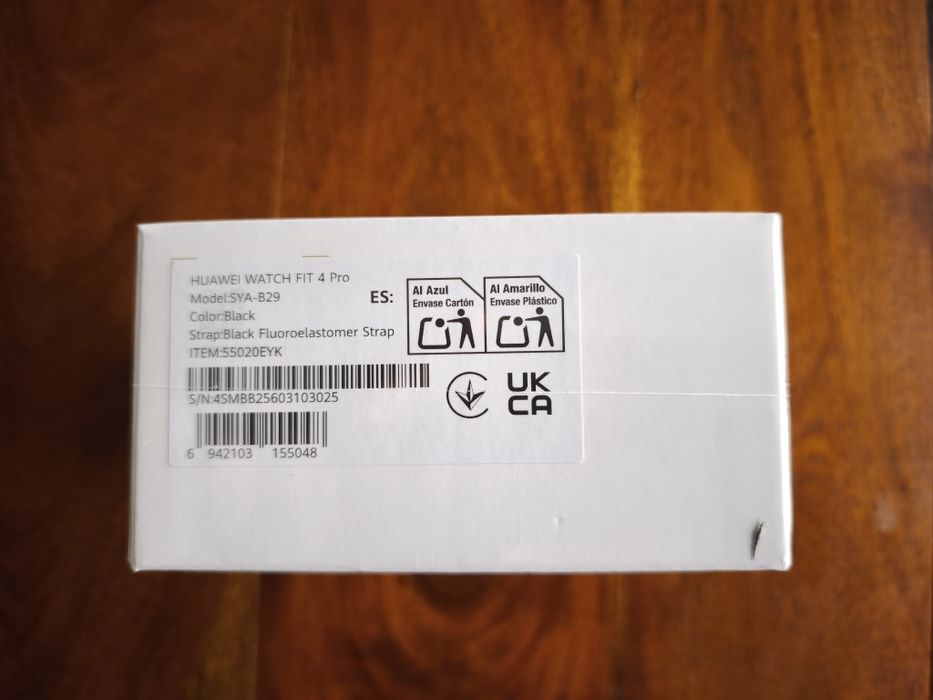 HUAWEI WATCH FIT 4 Pro
Model:SYA-B29
Color:Black
Strap:Black Fluoroelastomer Strap
ITEM:55020EYK
S/N:4SMBB25603103025
6 942103 155048
ES:
Al Azul
Envase Cartón
Al Amarillo
Envase Plástico
UK
CA